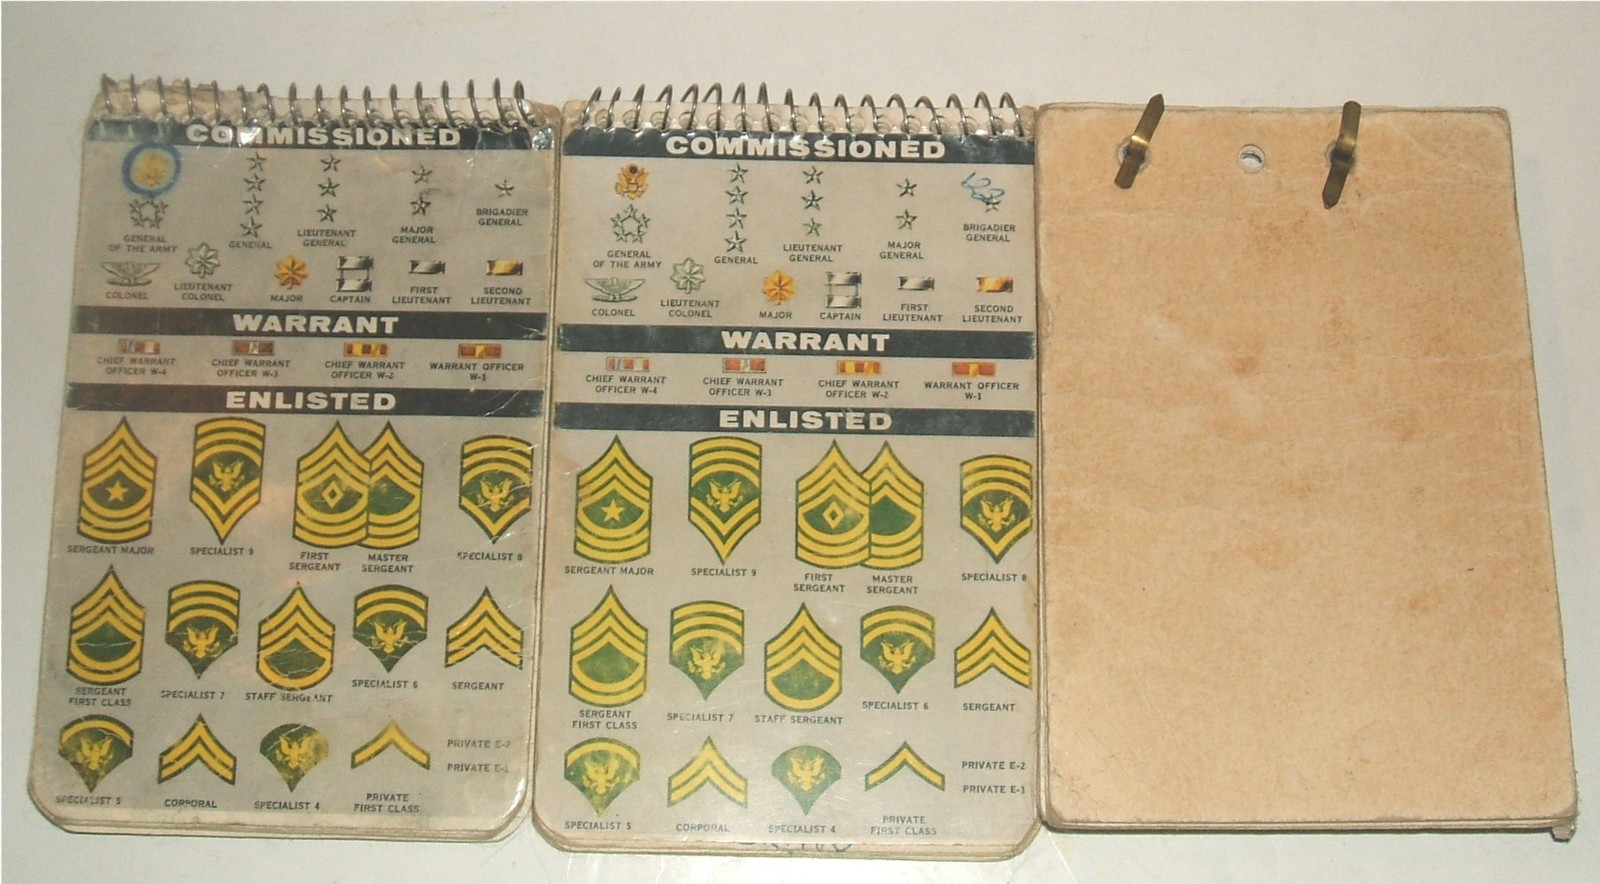 COMMISSIONED
GENERAL
OF THE ARMY
GENERAL
LIEUTENANT
GENERAL
MAJOR
GENERAL
BRIGADIER
GENERAL
COLONEL
LIEUTENANT
COLONEL
MAJOR
CAPTAIN
FIRST
LIEUTENANT
SECOND
LIEUTENANT
WARRANT
CHIEF WARRANT
OFFICER W-4
CHIEF WARRANT
OFFICER W-3
CHIEF WARRANT
OFFICER W-2
WARRANT OFFICER
W-1
ENLISTED
SERGEANT MAJOR
SPECIALIST 9
FIRST
SERGEANT
MASTER
SERGEANT
SPECIALIST 8
SERGEANT
FIRST CLASS
SPECIALIST 7
STAFF SERGEANT
SPECIALIST 6
SERGEANT
SPECIALIST 5
CORPORAL
SPECIALIST 4
PRIVATE
FIRST CLASS
PRIVATE E-2
PRIVATE E-1
COMMISSIONED
GENERAL
OF THE ARMY
GENERAL
LIEUTENANT
GENERAL
MAJOR
GENERAL
BRIGADIER
GENERAL
COLONEL
LIEUTENANT
COLONEL
MAJOR
CAPTAIN
FIRST
LIEUTENANT
SECOND
LIEUTENANT
WARRANT
CHIEF WARRANT
OFFICER W-4
CHIEF WARRANT
OFFICER W-3
CHIEF WARRANT
OFFICER W-2
WARRANT OFFICER
W-1
ENLISTED
SERGEANT MAJOR
SPECIALIST 9
FIRST
SERGEANT
MASTER
SERGEANT
SPECIALIST 8
SERGEANT
FIRST CLASS
SPECIALIST 7
STAFF SERGEANT
SPECIALIST 6
SERGEANT
SPECIALIST 5
CORPORAL
SPECIALIST 4
PRIVATE
FIRST CLASS
PRIVATE E-2
PRIVATE E-1